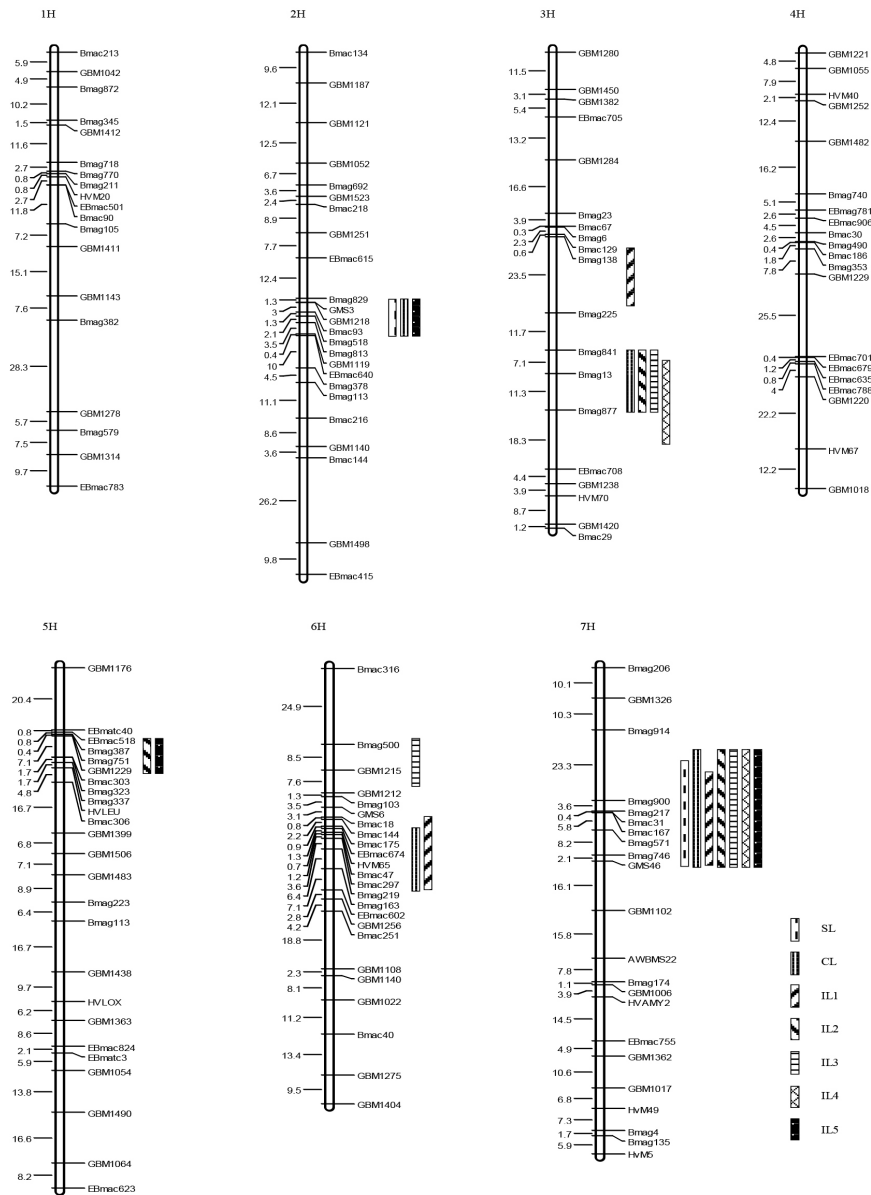 1H
2H
3H
4H
Bmac213
GBM1042
Bmag872
Bmag345
GBM1412
Bmag718
Bmag770
Bmag211
HVM20
EBmac501
Bmac90
Bmag105
GBM1411
GBM1143
Bmag382
GBM1278
Bmag579
GBM1314
EBmac783
5.9
4.9
10.2
1.5
11.6
2.7
0.8
0.8
2.7
11.8
7.2
15.1
7.6
28.3
5.7
7.5
9.7
Bmac134
GBM1187
GBM1121
GBM1052
Bmag692
GBM1523
Bmac218
GBM1251
EBmac615
Bmag829
GMS3
GBM1218
Bmac93
Bmag518
Bmag813
GBM1119
EBmac640
Bmag378
Bmag113
Bmac216
GBM1140
Bmac144
GBM1498
EBmac415
9.6
12.1
12.5
6.7
3.6
2.4
8.9
7.7
12.4
1.3
3
1.3
2.1
3.5
0.4
10
4.5
11.1
8.6
3.6
26.2
9.8
GBM1280
GBM1450
GBM1382
EBmac705
GBM1284
Bmag23
Bmac67
Bmag6
Bmac129
Bmag138
Bmag225
Bmag841
Bmag13
Bmag877
EBmac708
GBM1238
HVM70
GBM1420
Bmac29
11.5
3.1
5.4
13.2
16.6
3.9
0.3
2.3
0.6
23.5
11.7
7.1
11.3
18.3
4.4
3.9
8.7
1.2
GBM1221
GBM1055
HVM40
GBM1252
GBM1482
Bmag740
EBmag781
EBmac906
Bmac30
Bmag490
Bmac186
Bmag353
GBM1229
EBmac701
EBmac679
EBmac635
EBmac788
GBM1220
HVM67
GBM1018
4.8
7.9
2.1
12.4
16.2
5.1
2.6
4.5
2.6
0.4
1.8
7.8
25.5
0.4
1.2
0.8
4
22.2
12.2
5H
6H
7H
GBM1176
EBmatc40
EBmac518
Bmag387
Bmag751
GBM1229
Bmac303
Bmag323
Bmag337
HVLEU
Bmac306
GBM1399
GBM1506
GBM1483
Bmag223
Bmag113
GBM1438
HVLOX
GBM1363
EBmac824
EBmatc3
GBM1054
GBM1490
GBM1064
EBmac623
20.4
0.8
0.8
0.4
7.1
1.7
1.7
4.8
16.7
6.8
7.1
8.9
6.4
16.7
9.7
6.2
8.6
2.1
5.9
13.8
16.6
8.2
Bmac316
Bmag500
GBM1215
GBM1212
Bmag103
GMS6
Bmac18
Bmac144
Bmac175
EBmac674
HVM65
Bmac47
Bmac297
Bmag219
Bmag163
EBmac602
GBM1256
Bmac251
GBM1108
GBM1140
GBM1022
Bmac40
GBM1275
GBM1404
24.9
8.5
7.6
1.3
3.5
3.1
0.8
2.2
0.9
1.3
0.7
1.2
3.6
6.4
7.1
2.8
4.2
18.8
2.3
8.1
11.2
13.4
9.5
Bmag206
GBM1326
Bmag914
Bmag900
Bmag217
Bmac31
Bmac167
Bmag571
Bmag746
GMS46
GBM1102
AWBMS22
Bmag174
GBM1006
HVAMY2
EBmac755
GBM1362
GBM1017
HvM49
Bmag4
Bmag135
HvM5
10.1
10.3
23.3
3.6
0.4
5.8
8.2
2.1
16.1
15.8
7.8
1.1
3.9
14.5
4.9
10.6
6.8
7.3
1.7
5.9
SL
CL
IL1
IL2
IL3
IL4
IL5